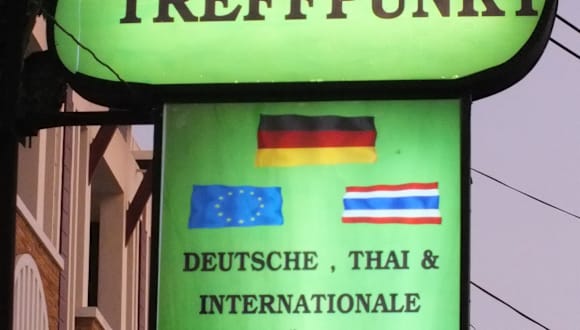 TREFFPUNKT
DEUTSCHE , THAI &
INTERNATIONALE